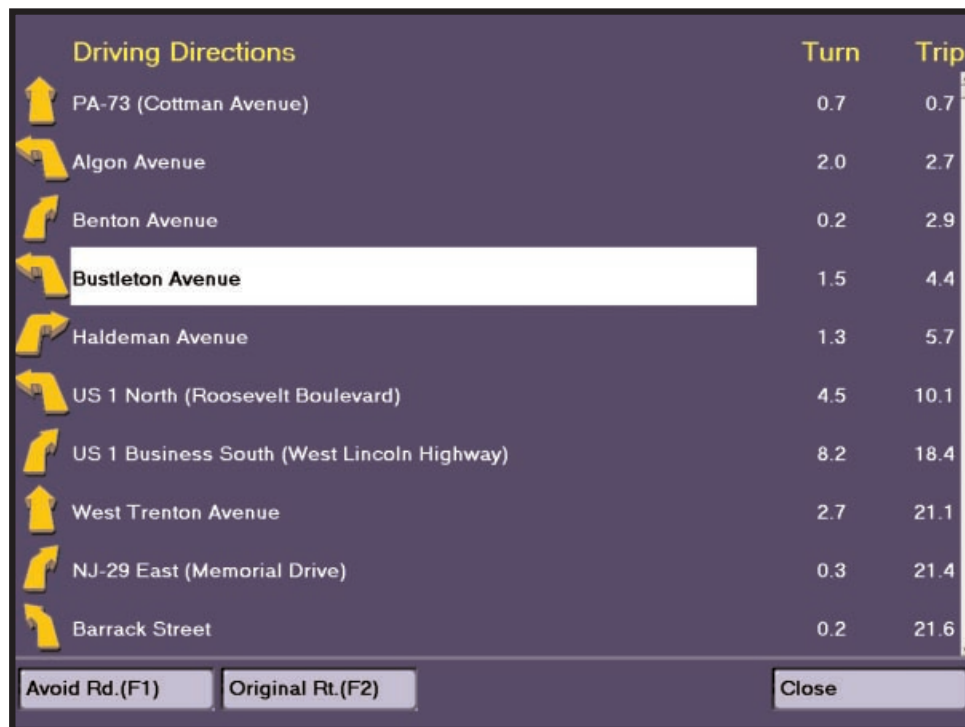 Driving Directions Turn Trip
PA-73 (Cottman Avenue) 0.7 0.7
Algon Avenue 2.0 2.7
Benton Avenue 0.2 2.9
Bustleton Avenue 1.5 4.4
Haldeman Avenue 1.3 5.7
US 1 North (Roosevelt Boulevard) 4.5 10.1
US 1 Business South (West Lincoln Highway) 8.2 18.4
West Trenton Avenue 2.7 21.1
NJ-29 East (Memorial Drive) 0.3 21.4
Barrack Street 0.2 21.6
Avoid Rd.(F1) Original Rt.(F2) Close